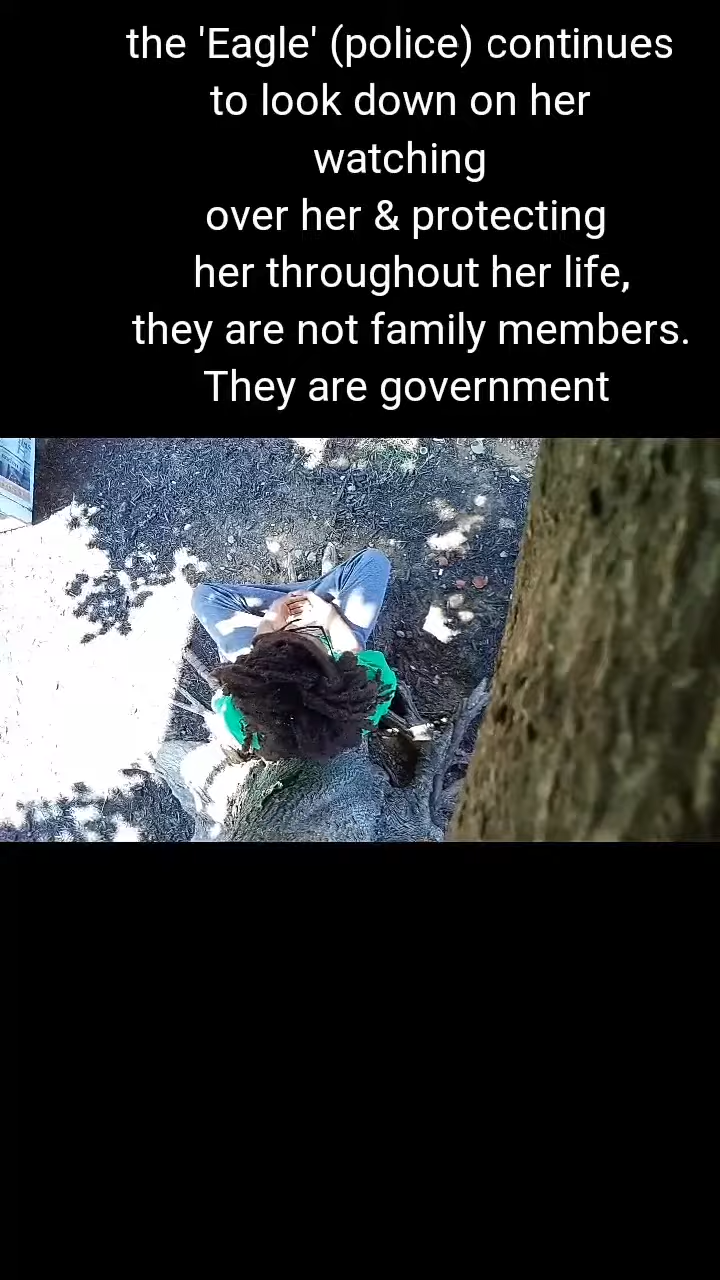 the 'Eagle' (police) continues
to look down on her
watching
over her & protecting
her throughout her life,
they are not family members.
They are government